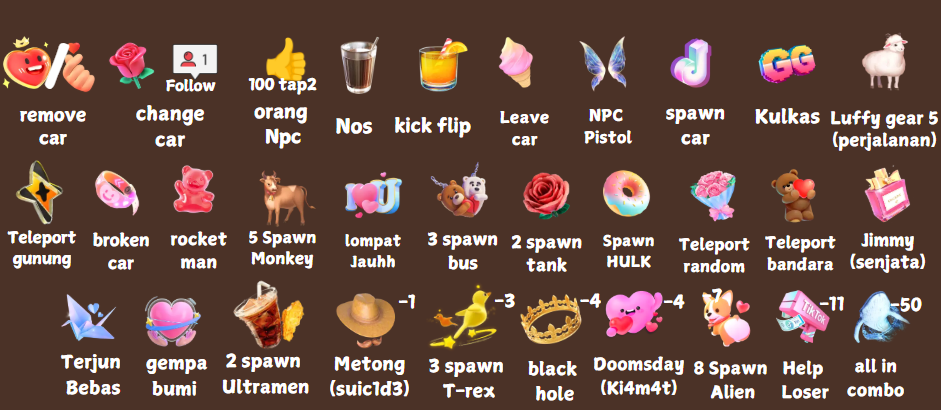 1
Follow
100 tap2
remove
car
change
car
orang
Npc
Nos
kick flip
Leave
car
NPC
Pistol
spawn
car
GG
Kulkas
Luffy gear 5
(perjalanan)
Teleport
gunung
broken
car
rocket
man
5 Spawn
Monkey
I U
lompat
Jauhh
3 spawn
bus
2 spawn
tank
Spawn
HULK
Teleport
random
Teleport
bandara
Jimmy
(senjata)
Terjun
Bebas
gempa
bumi
2 spawn
Ultramen
-1
Metong
(suic1d3)
-3
3 spawn
T-rex
-4
black
hole
-4
Doomsday
(Ki4m4t)
-7
8 Spawn
Alien
TikTok
-11
Help
Loser
-50
all in
combo